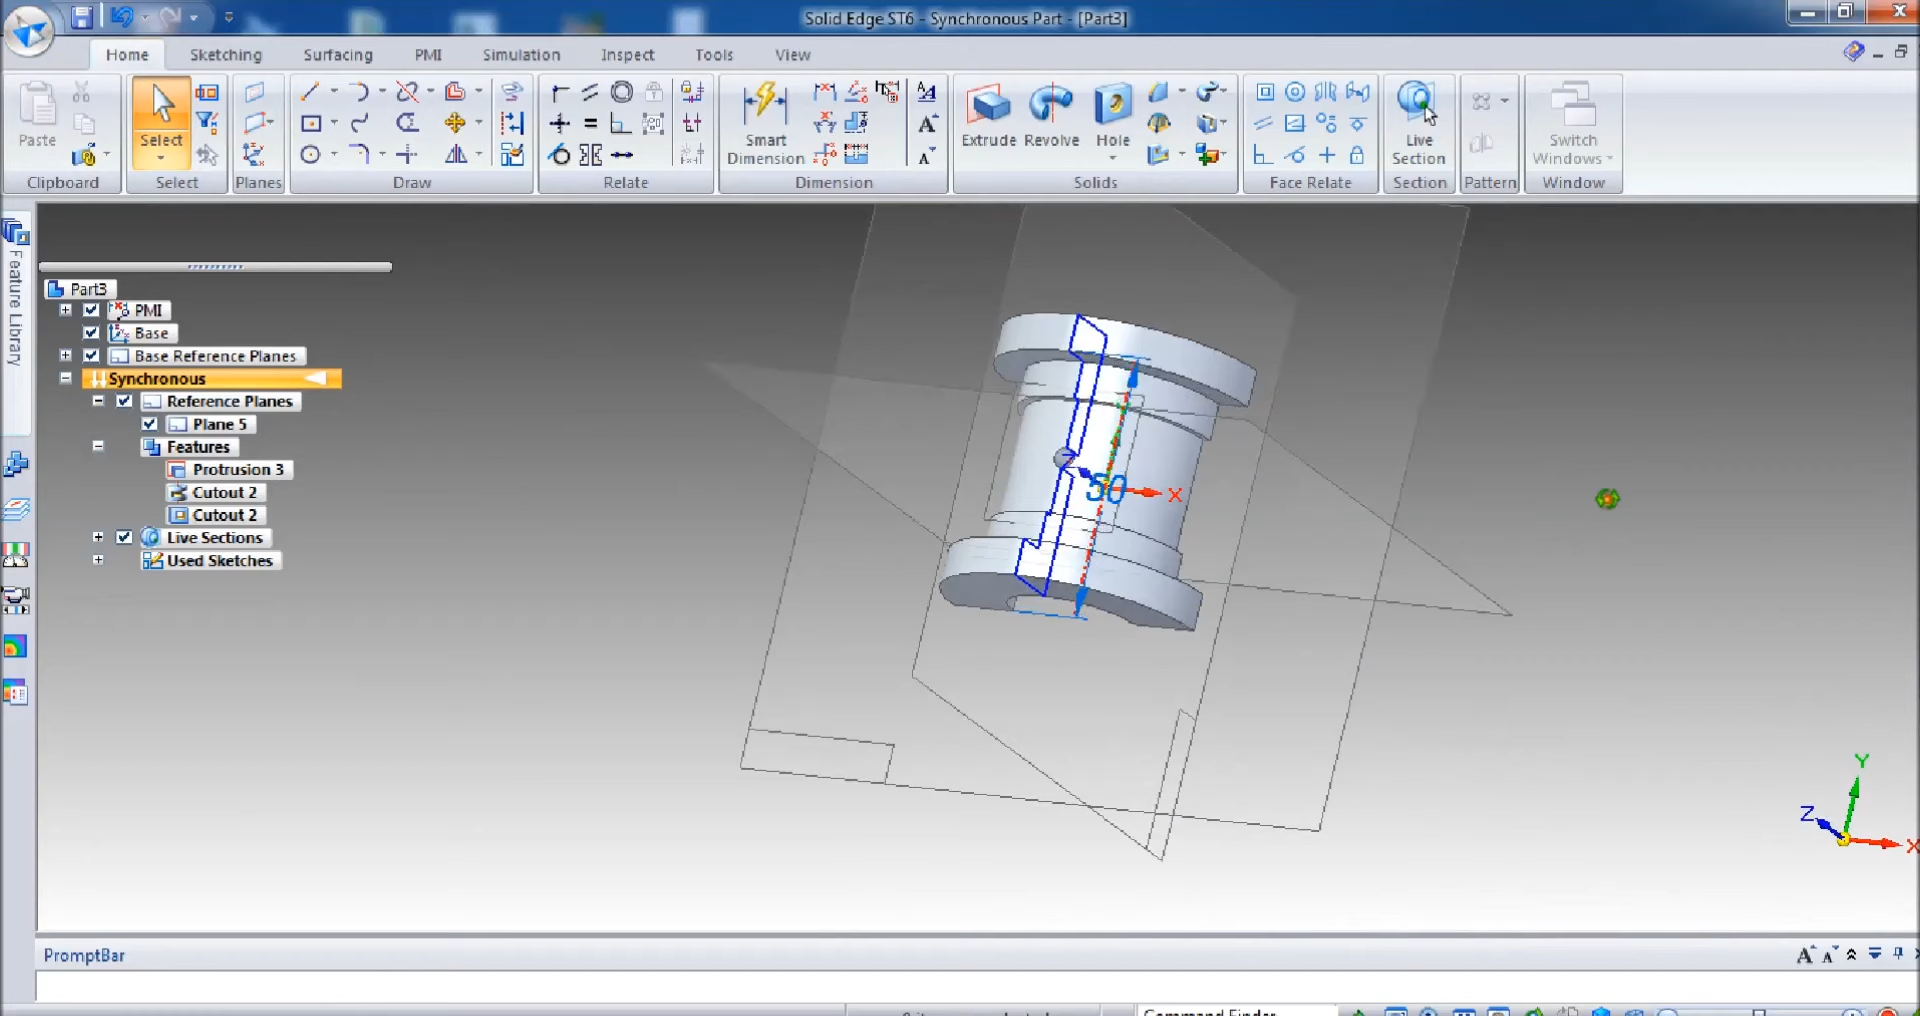 Solid Edge ST6 - Synchronous Part - [Part3]
Home Sketching Surfacing PMI Simulation Inspect Tools View
Paste Select Smart Dimension Extrude Revolve Hole Live Section Switch Windows
Clipboard Select Planes Draw Relate Dimension Solids Face Relate Section Pattern Window
Feature Library
Part3
PMI
Base
Base Reference Planes
Synchronous
Reference Planes
Plane 5
Features
Protrusion 3
Cutout 2
Cutout 2
Live Sections
Used Sketches
50
X
Y
Z
X
PromptBar
Command Finder